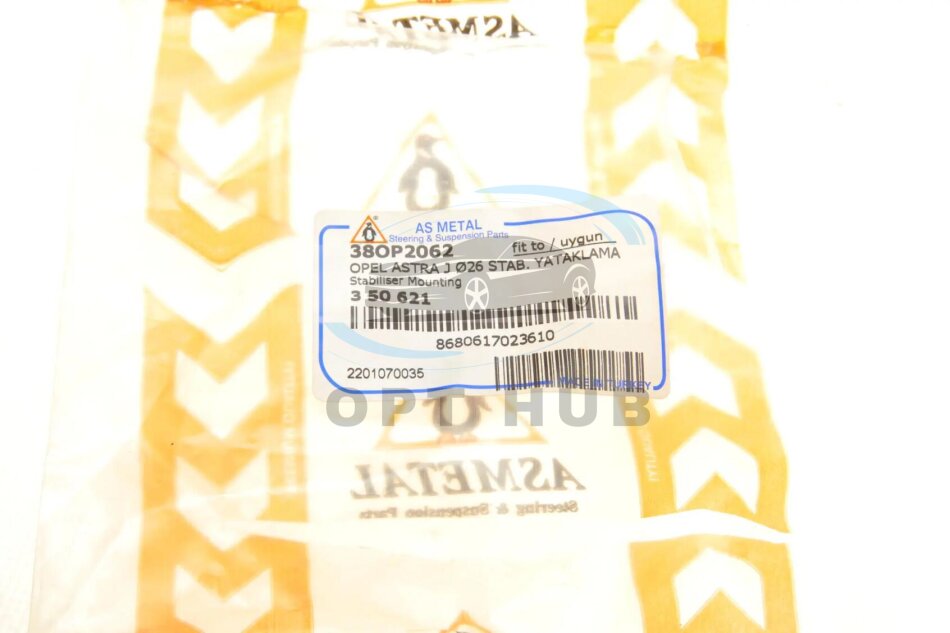 ASMETAL
AS METAL
Steering & Suspension Parts
38OP2062
fit to / uygun
OPEL ASTRA J Ø26 STAB. YATAKLAMA
Stabiliser Mounting
3 50 621
8680617023610
2201070035
MADE IN TURKEY
OPT HUB
ASMETAL
Steering & Suspension Parts